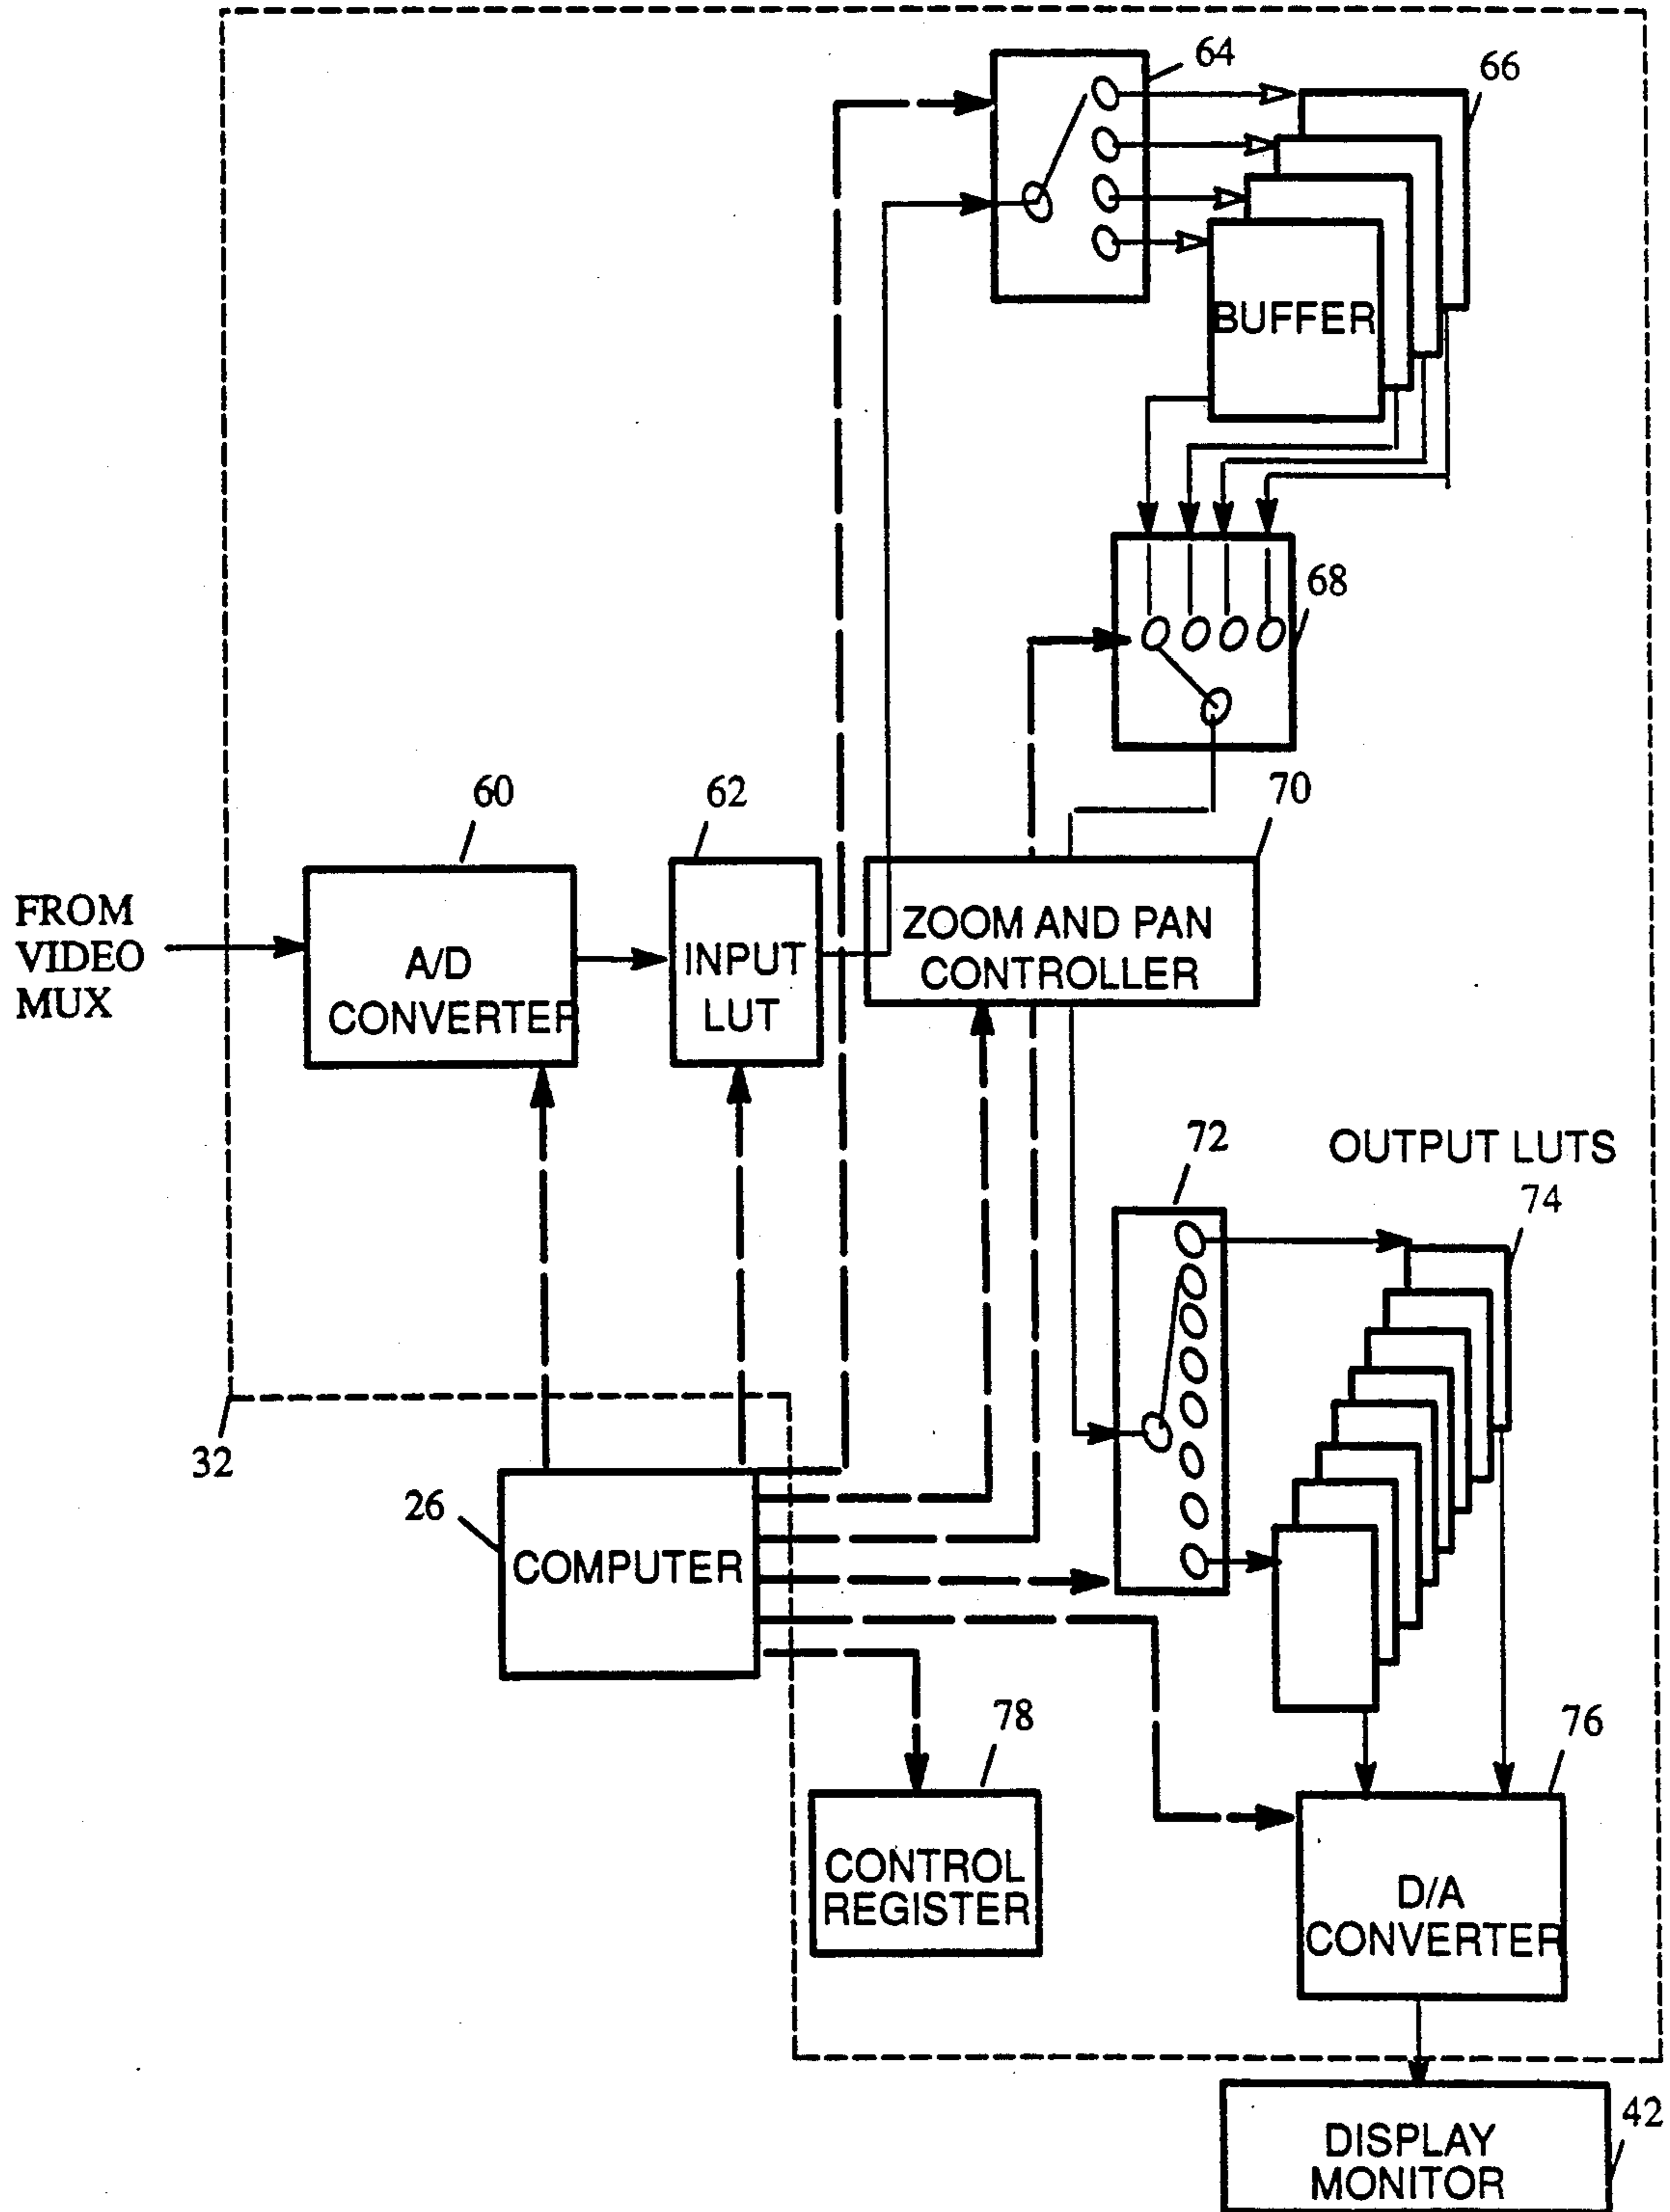 64
66
BUFFER
68
60
62
70
FROM
VIDEO
MUX
A/D
CONVERTER
INPUT
LUT
ZOOM AND PAN
CONTROLLER
72
OUTPUT LUTS
74
32
26
COMPUTER
78
76
CONTROL
REGISTER
D/A
CONVERTER
42
DISPLAY
MONITOR